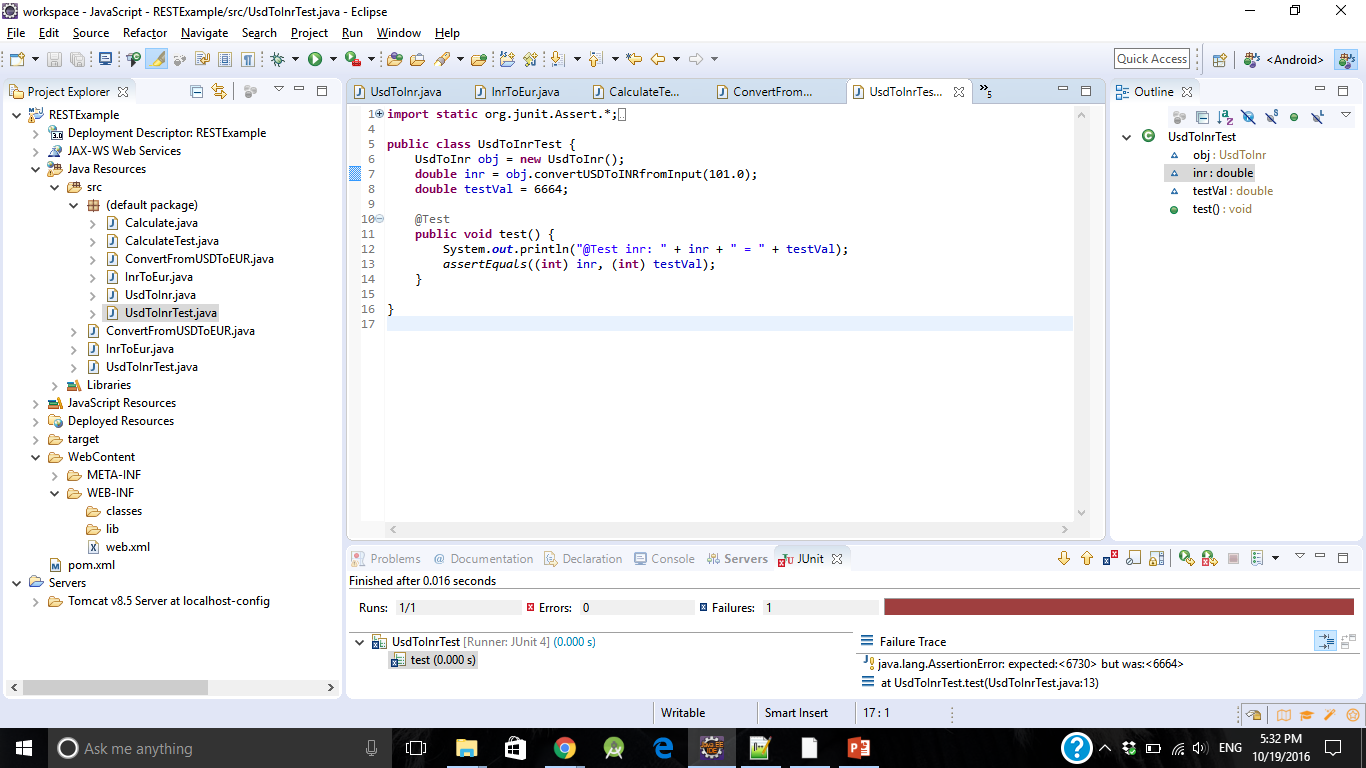 workspace - JavaScript - RESTExample/src/UsdToInrTest.java - Eclipse
File Edit Source Refactor Navigate Search Project Run Window Help
Quick Access <Android>
Project Explorer
RESTExample
Deployment Descriptor: RESTExample
JAX-WS Web Services
Java Resources
src
(default package)
Calculate.java
CalculateTest.java
ConvertFromUSDToEUR.java
InrToEur.java
UsdToInr.java
UsdToInrTest.java
ConvertFromUSDToEUR.java
InrToEur.java
UsdToInrTest.java
Libraries
JavaScript Resources
Deployed Resources
target
WebContent
META-INF
WEB-INF
classes
lib
web.xml
pom.xml
Servers
Tomcat v8.5 Server at localhost-config
UsdToInr.java InrToEur.java CalculateTe... ConvertFrom... UsdToInrTes... »5
1 import static org.junit.Assert.*;
4
5 public class UsdToInrTest {
6 UsdToInr obj = new UsdToInr();
7 double inr = obj.convertUSDToINRfromInput(101.0);
8 double testVal = 6664;
9
10 @Test
11 public void test() {
12 System.out.println("@Test inr: " + inr + " = " + testVal);
13 assertEquals((int) inr, (int) testVal);
14 }
15
16 }
17
Outline
UsdToInrTest
obj : UsdToInr
inr : double
testVal : double
test() : void
Problems @ Documentation Declaration Console Servers JUnit
Finished after 0.016 seconds
Runs: 1/1 Errors: 0 Failures: 1
UsdToInrTest [Runner: JUnit 4] (0.000 s)
test (0.000 s)
Failure Trace
java.lang.AssertionError: expected:<6730> but was:<6664>
at UsdToInrTest.test(UsdToInrTest.java:13)
Writable Smart Insert 17 : 1
Ask me anything
ENG
5:32 PM
10/19/2016